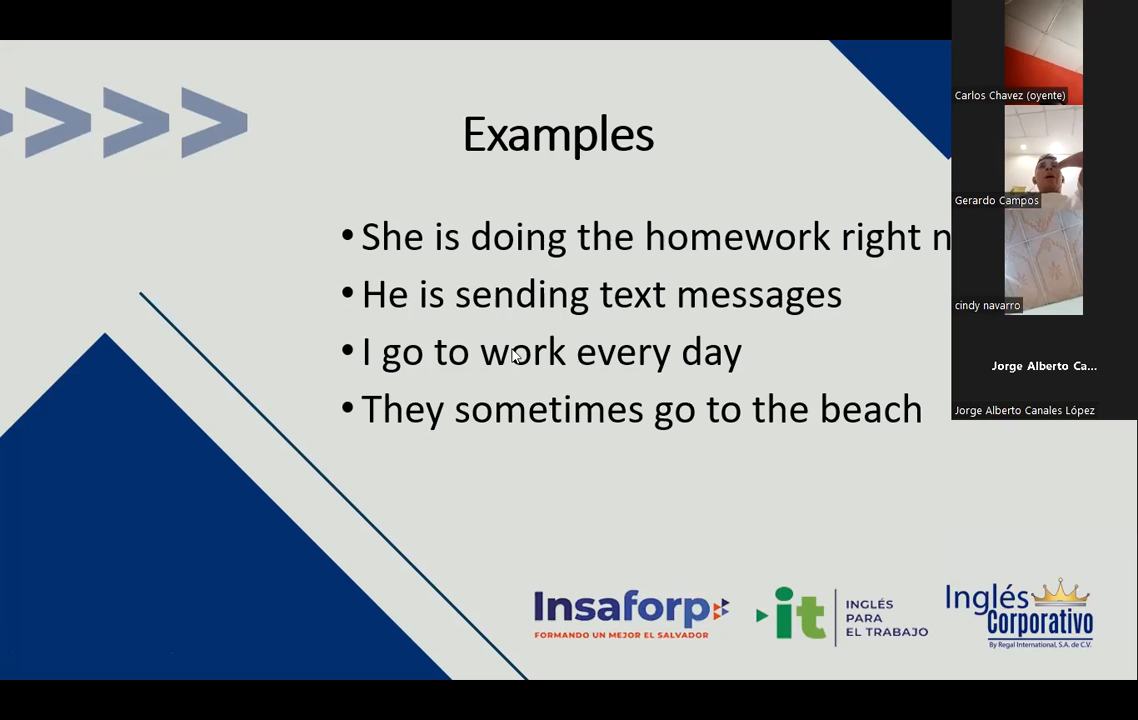 Examples
• She is doing the homework right
• He is sending text messages
• I go to work every day
• They sometimes go to the beach
Carlos Chavez (oyente)
Gerardo Campos
cindy navarro
Jorge Alberto Ca...
Jorge Alberto Canales López
Insaforp
FORMANDO UN MEJOR EL SALVADOR
it
INGLÉS
PARA
EL TRABAJO
Inglés
Corporativo
By Regal International, S.A. de C.V.